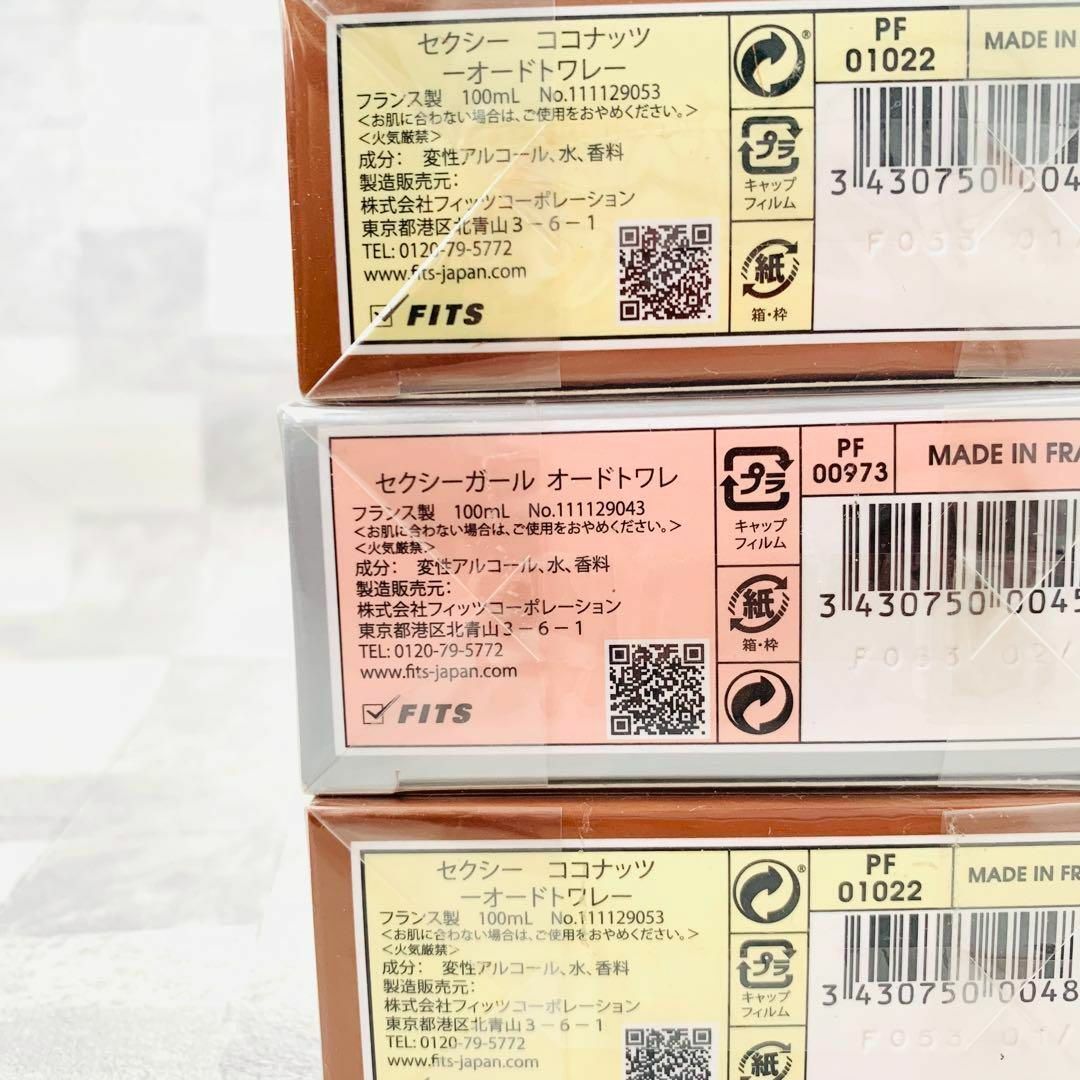 セクシー ココナッツ
ーオードトワレー
フランス製 100mL No.111129053
<お肌に合わない場合は、ご使用をおやめください。>
<火気厳禁>
成分： 変性アルコール、水、香料
製造販売元：
株式会社フィッツコーポレーション
東京都港区北青山3－6－1
TEL: 0120-79-5772
www.fits-japan.com
FITS
プラ
キャップ
フィルム
紙
箱・枠
PF
01022
MADE IN
3 430750 004
F053 01/
セクシーガール オードトワレ
フランス製 100mL No.111129043
<お肌に合わない場合は、ご使用をおやめください。>
<火気厳禁>
成分： 変性アルコール、水、香料
製造販売元：
株式会社フィッツコーポレーション
東京都港区北青山3－6－1
TEL: 0120-79-5772
www.fits-japan.com
FITS
プラ
キャップ
フィルム
紙
箱・枠
PF
00973
MADE IN FRA
3 430750 0045
F053 02/
セクシー ココナッツ
ーオードトワレー
フランス製 100mL No.111129053
<お肌に合わない場合は、ご使用をおやめください。>
<火気厳禁>
成分： 変性アルコール、水、香料
製造販売元：
株式会社フィッツコーポレーション
東京都港区北青山3－6－1
TEL: 0120-79-5772
www.fits-japan.com
FITS
プラ
キャップ
フィルム
紙
PF
01022
MADE IN FR
3 430750 0048
F053 01/